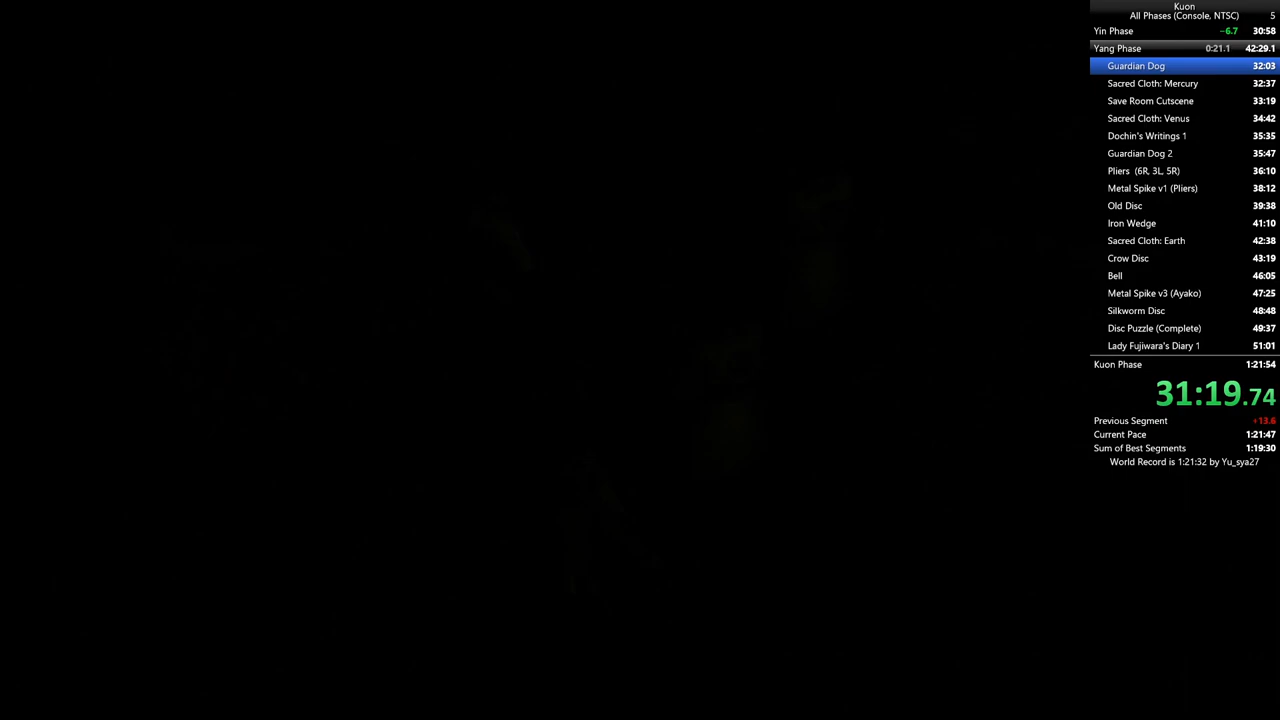 Kuon
All Phases (Console, NTSC) 5
Yin Phase −6.7 30:58
Yang Phase 0:21.1 42:29.1
Guardian Dog 32:03
Sacred Cloth: Mercury 32:37
Save Room Cutscene 33:19
Sacred Cloth: Venus 34:42
Dochin's Writings 1 35:35
Guardian Dog 2 35:47
Pliers (6R, 3L, 5R) 36:10
Metal Spike v1 (Pliers) 38:12
Old Disc 39:38
Iron Wedge 41:10
Sacred Cloth: Earth 42:38
Crow Disc 43:19
Bell 46:05
Metal Spike v3 (Ayako) 47:25
Silkworm Disc 48:48
Disc Puzzle (Complete) 49:37
Lady Fujiwara's Diary 1 51:01
Kuon Phase 1:21:54
31:19.74
Previous Segment +13.6
Current Pace 1:21:47
Sum of Best Segments 1:19:30
World Record is 1:21:32 by Yu_sya27